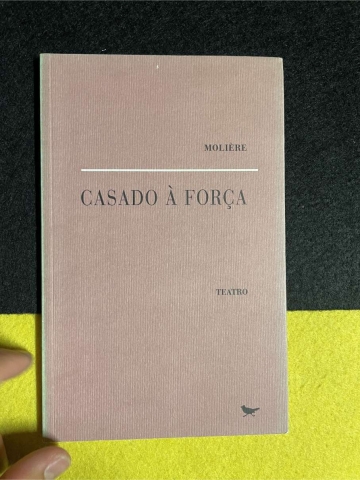 MOLIÈRE
CASADO À FORÇA
TEATRO